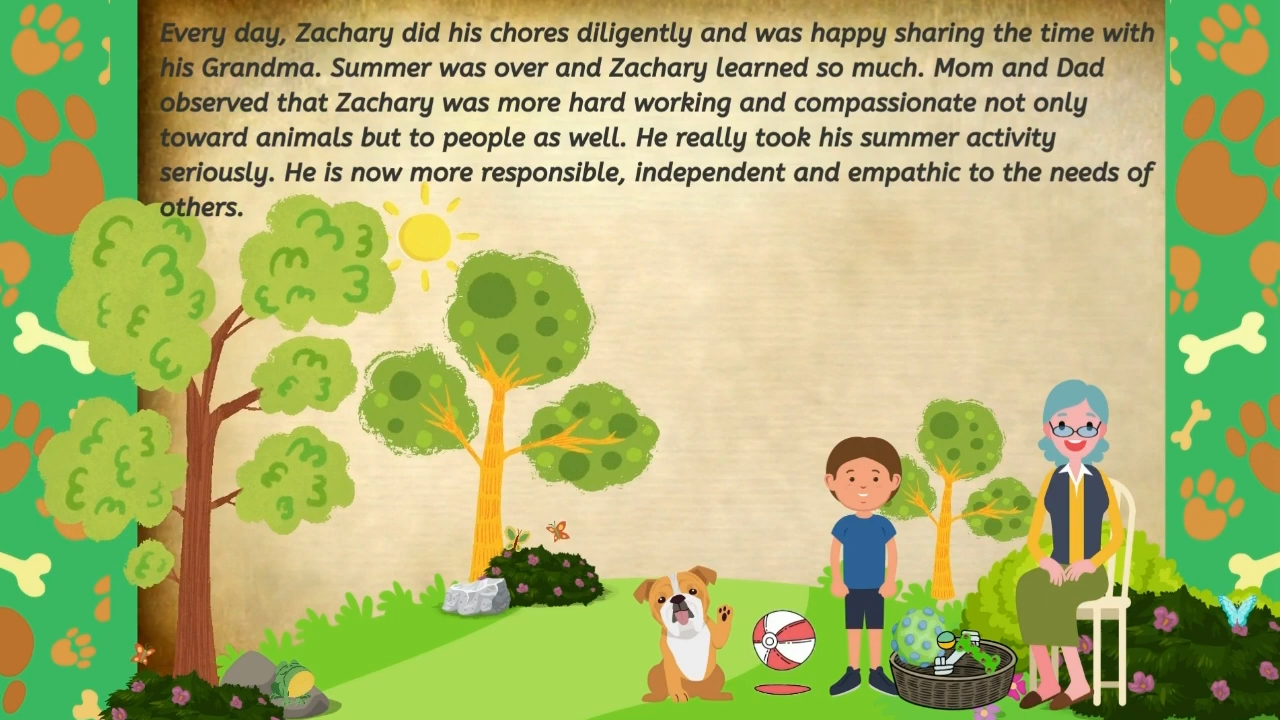 Every day, Zachary did his chores diligently and was happy sharing the time with
his Grandma. Summer was over and Zachary learned so much. Mom and Dad
observed that Zachary was more hard working and compassionate not only
toward animals but to people as well. He really took his summer activity
seriously. He is now more responsible, independent and empathic to the needs of
others.